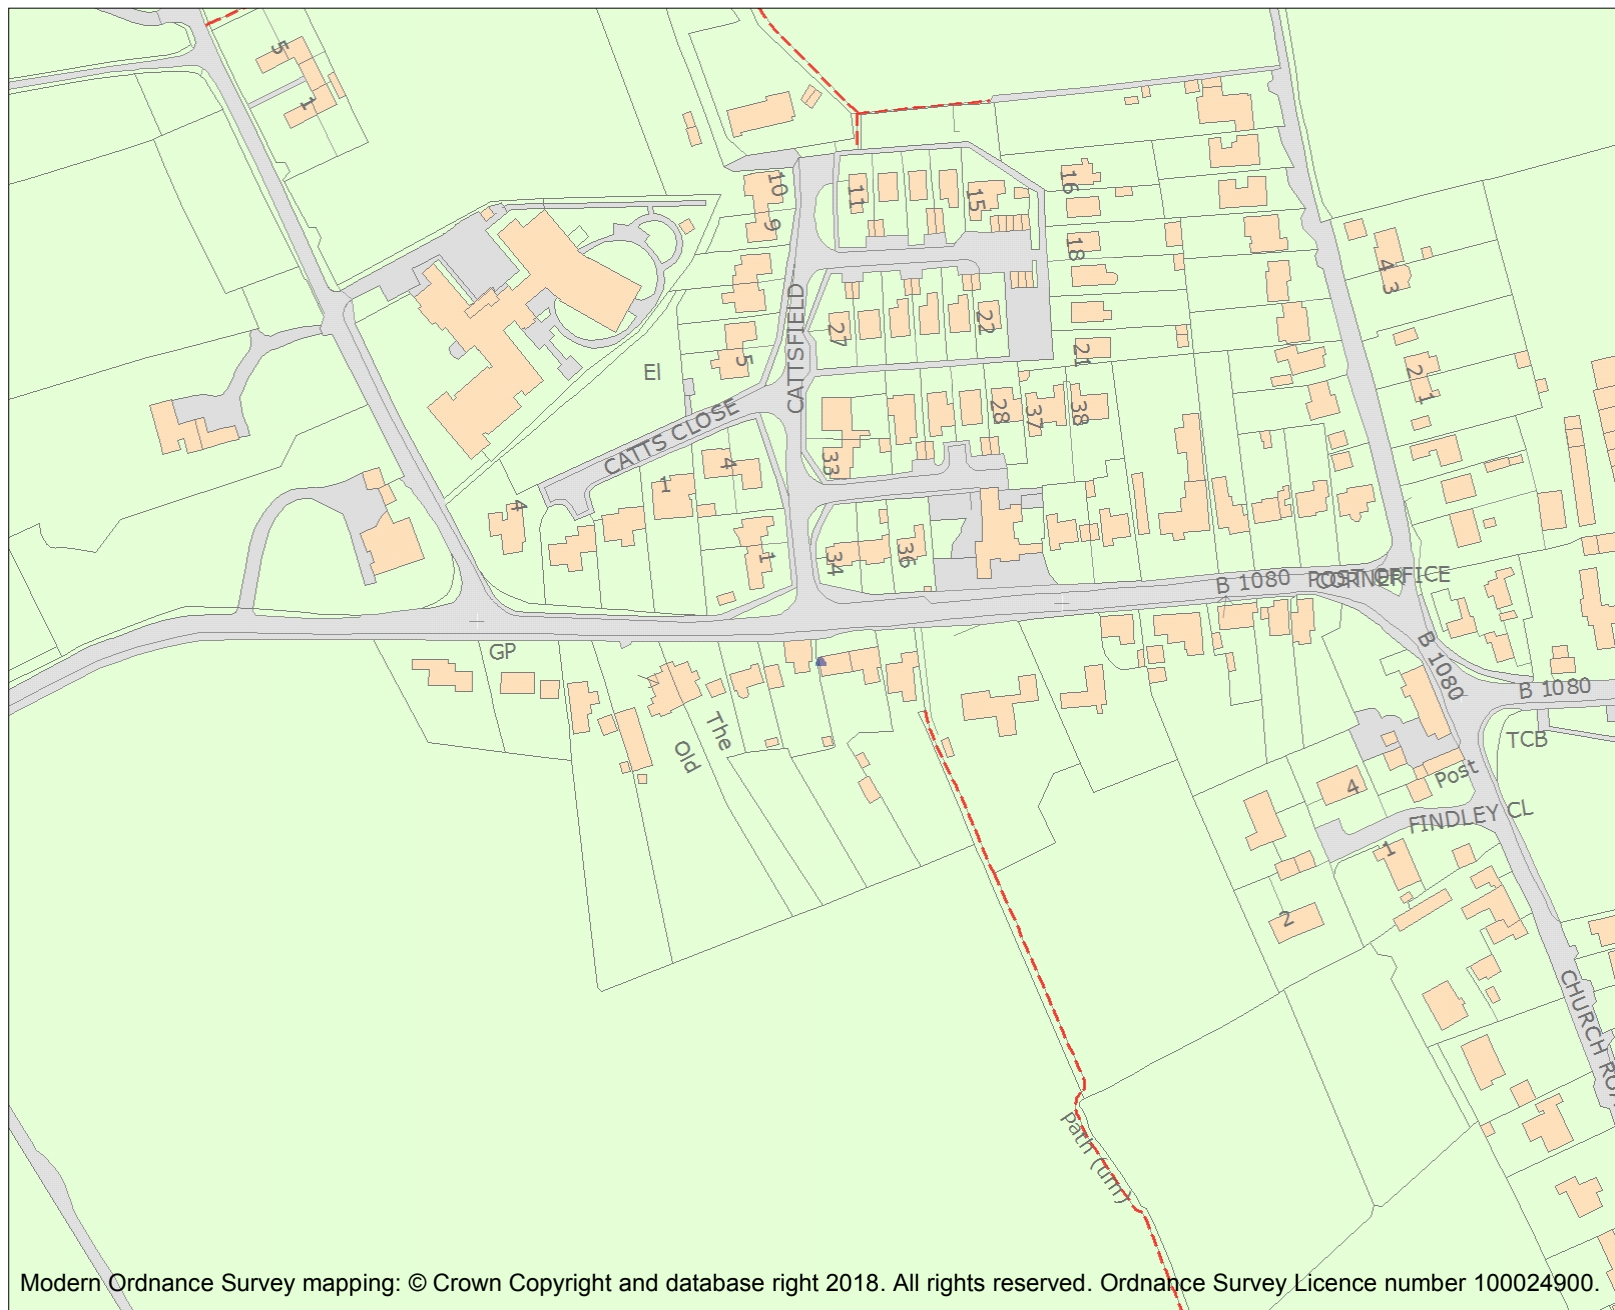 5
1
10
9
11
15
16
18
4 3
27
22
21
5
El
CATTSFIELD
2 1
CATTS CLOSE
28
37
38
33
4
1
4
1
34
36
B 1080
POST OFFICE
CORNER
GP
B 1080
B 1080
The
Old
TCB
Post
4
FINDLEY CL
1
2
CHURCH ROA
Path (um)
Modern Ordnance Survey mapping: © Crown Copyright and database right 2018. All rights reserved. Ordnance Survey Licence number 100024900.